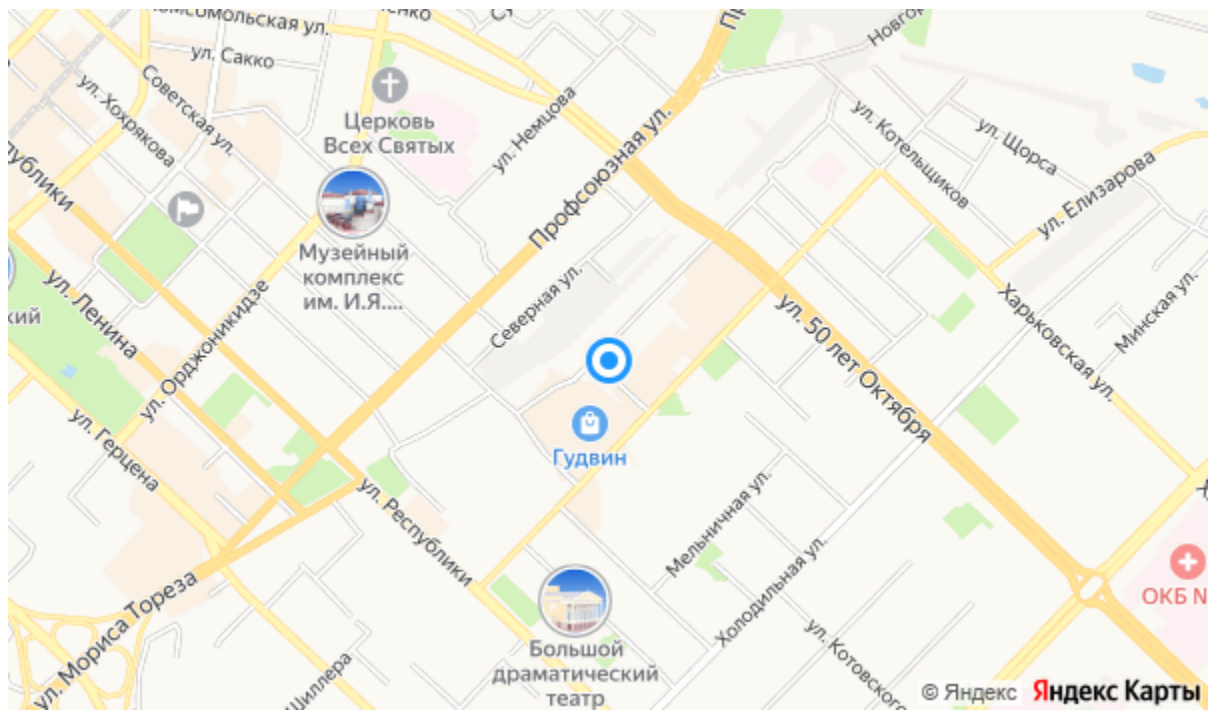 Комсомольская ул.
ул. Сакко
Советская ул.
ул. Хохрякова
Церковь
Всех Святых
ул. Немцова
Профсоюзная ул.
ул. Котельщиков
ул. Щорса
ул. Елизарова
Музейный
комплекс
им. И.Я....
Северная ул.
ул. Ленина
ул. Орджоникидзе
ул. 50 лет Октября
Харьковская ул.
Минская ул.
ул. Герцена
Гудвин
ул. Республики
Мельничная ул.
Холодильная ул.
ул. Мориса Тореза
Большой
драматический
театр
ул. Котовского
ОКБ N
© Яндекс Яндекс Карты